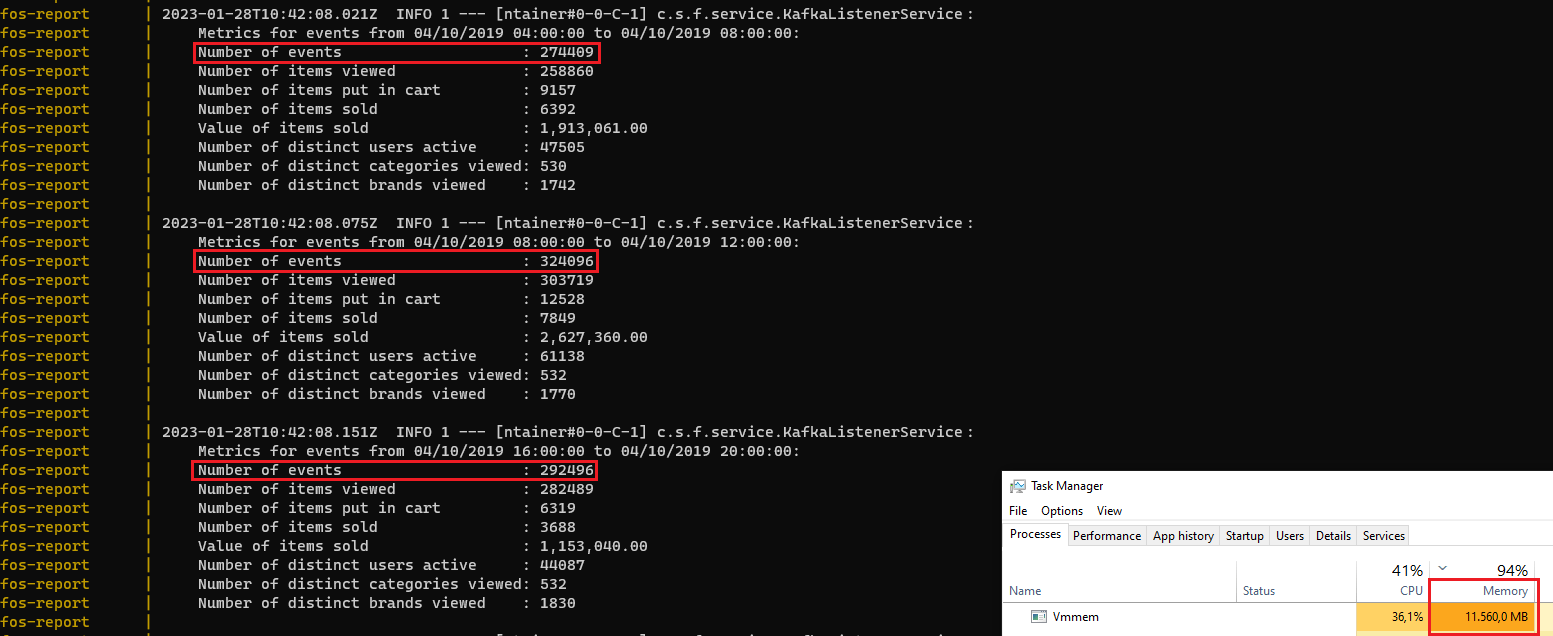 fos-report | 2023-01-28T10:42:08.021Z  INFO 1 --- [ntainer#0-0-C-1] c.s.f.service.KafkaListenerService :
fos-report | Metrics for events from 04/10/2019 04:00:00 to 04/10/2019 08:00:00:
fos-report | Number of events : 274409
fos-report | Number of items viewed : 258860
fos-report | Number of items put in cart : 9157
fos-report | Number of items sold : 6392
fos-report | Value of items sold : 1,913,061.00
fos-report | Number of distinct users active : 47505
fos-report | Number of distinct categories viewed: 530
fos-report | Number of distinct brands viewed : 1742
fos-report |
fos-report | 2023-01-28T10:42:08.075Z  INFO 1 --- [ntainer#0-0-C-1] c.s.f.service.KafkaListenerService :
fos-report | Metrics for events from 04/10/2019 08:00:00 to 04/10/2019 12:00:00:
fos-report | Number of events : 324096
fos-report | Number of items viewed : 303719
fos-report | Number of items put in cart : 12528
fos-report | Number of items sold : 7849
fos-report | Value of items sold : 2,627,360.00
fos-report | Number of distinct users active : 61138
fos-report | Number of distinct categories viewed: 532
fos-report | Number of distinct brands viewed : 1770
fos-report |
fos-report | 2023-01-28T10:42:08.151Z  INFO 1 --- [ntainer#0-0-C-1] c.s.f.service.KafkaListenerService :
fos-report | Metrics for events from 04/10/2019 16:00:00 to 04/10/2019 20:00:00:
fos-report | Number of events : 292496
fos-report | Number of items viewed : 282489
fos-report | Number of items put in cart : 6319
fos-report | Number of items sold : 3688
fos-report | Value of items sold : 1,153,040.00
fos-report | Number of distinct users active : 44087
fos-report | Number of distinct categories viewed: 532
fos-report | Number of distinct brands viewed : 1830
fos-report |
Task Manager
File Options View
Processes Performance App history Startup Users Details Services
41% 94%
Name Status CPU Memory
Vmmem 36,1% 11.560,0 MB